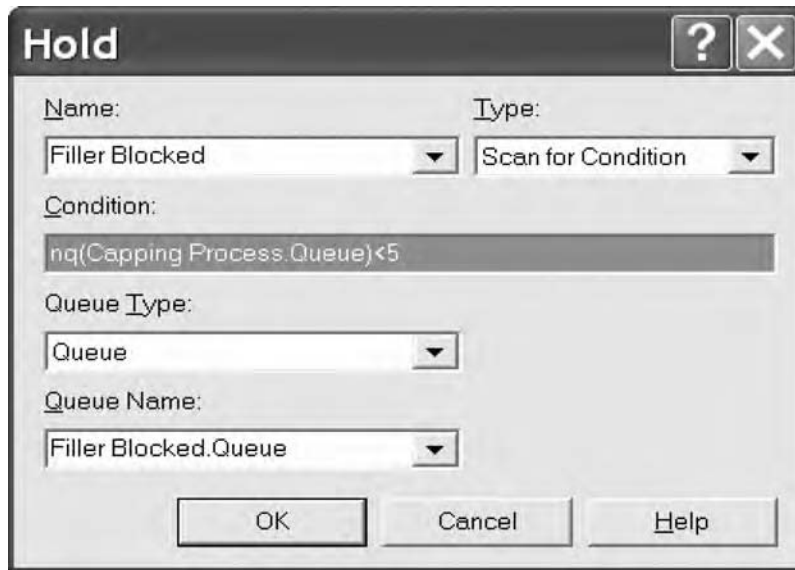 Hold
Name: Type:
Filler Blocked Scan for Condition
Condition:
nq(Capping Process.Queue)<5
Queue Type:
Queue
Queue Name:
Filler Blocked.Queue
OK Cancel Help